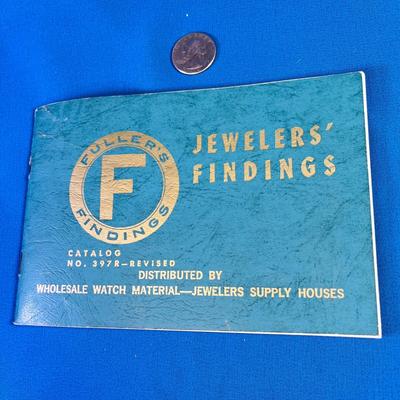 FULLER'S
F
FINDINGS
JEWELERS'
FINDINGS
CATALOG
NO. 397R—REVISED
DISTRIBUTED BY
WHOLESALE WATCH MATERIAL—JEWELERS SUPPLY HOUSES